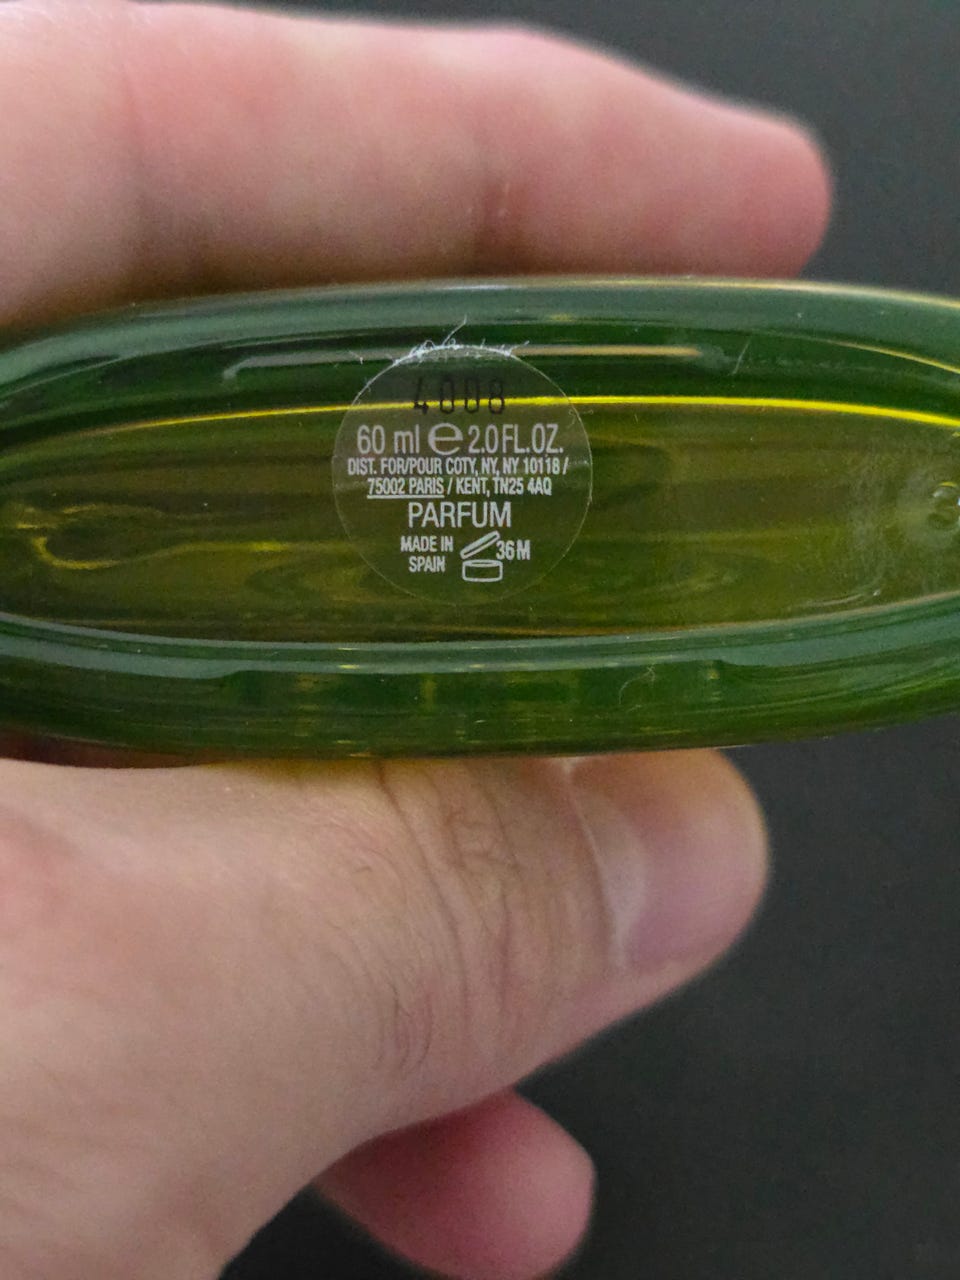 4008
60 ml e 2.0 FL.OZ.
DIST. FOR/POUR COTY, NY, NY 10118 /
75002 PARIS / KENT, TN25 4AQ
PARFUM
MADE IN
SPAIN
36 M